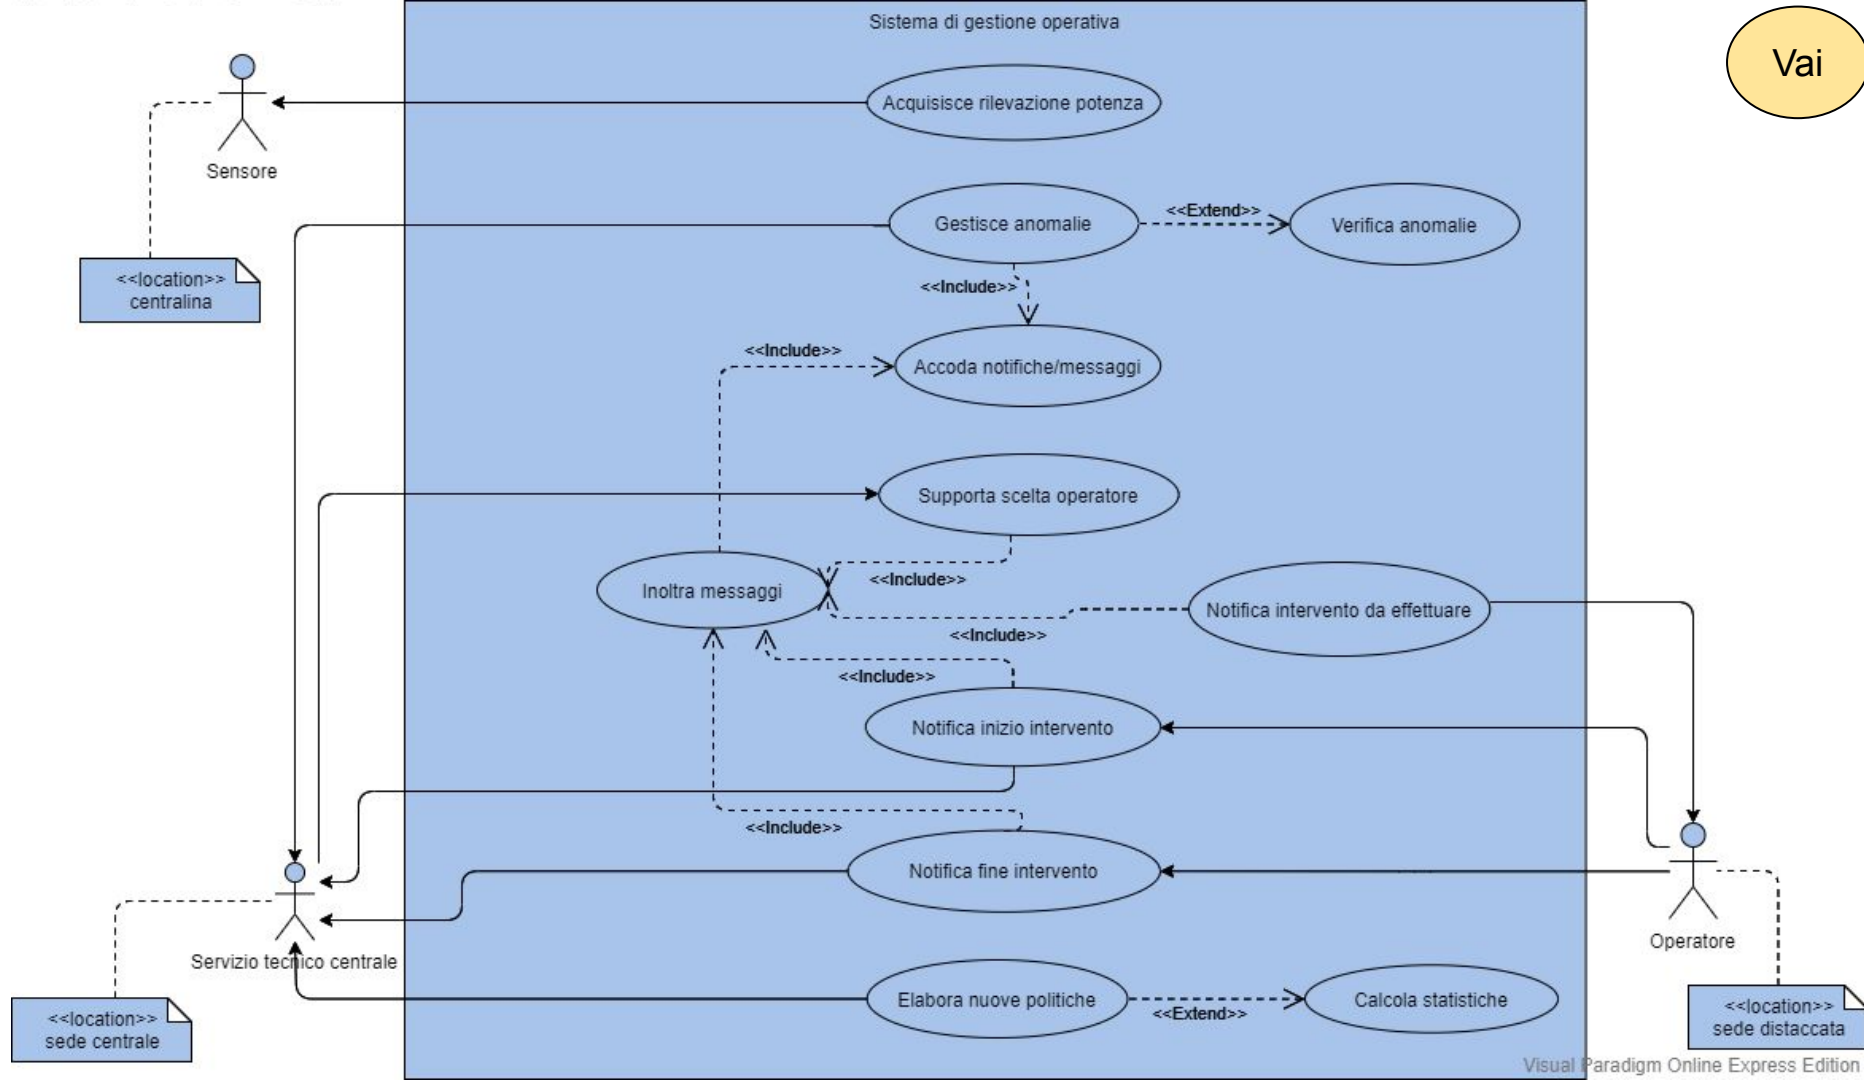 Sistema di gestione operativa
Vai
Acquisisce rilevazione potenza
Sensore
Gestisce anomalie
<<Extend>>
Verifica anomalie
<<location>>
centralina
<<Include>>
<<Include>>
Accoda notifiche/messaggi
Supporta scelta operatore
<<Include>>
Inoltra messaggi
Notifica intervento da effettuare
<<Include>>
<<Include>>
Notifica inizio intervento
<<Include>>
Notifica fine intervento
Servizio tecnico centrale
Operatore
Elabora nuove politiche
<<Extend>>
Calcola statistiche
<<location>>
sede centrale
<<location>>
sede distaccata
Visual Paradigm Online Express Edition